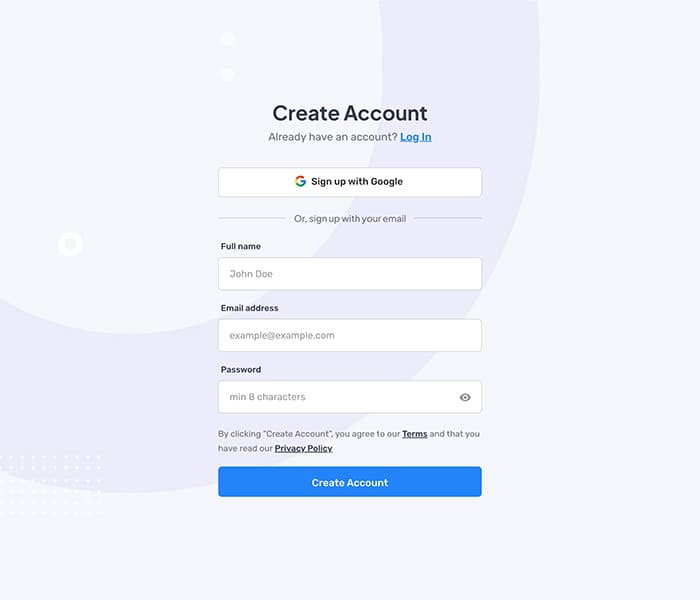 Create Account
Already have an account? Log In
Sign up with Google
Or, sign up with your email
Full name
John Doe
Email address
example@example.com
Password
min 8 characters
By clicking "Create Account", you agree to our Terms and that you
have read our Privacy Policy
Create Account